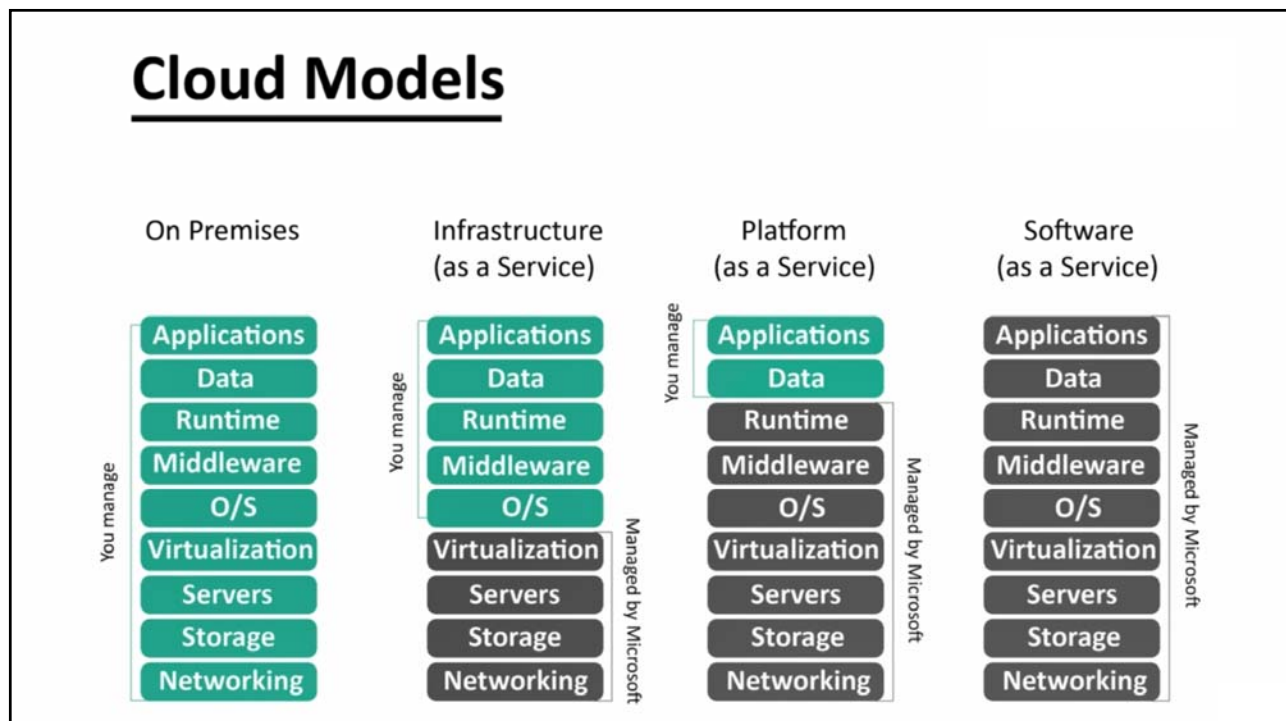 Cloud Models
On Premises
You manage
Applications
Data
Runtime
Middleware
O/S
Virtualization
Servers
Storage
Networking
Infrastructure
(as a Service)
You manage
Applications
Data
Runtime
Middleware
O/S
Virtualization
Servers
Storage
Networking
Managed by Microsoft
Platform
(as a Service)
You manage
Applications
Data
Runtime
Middleware
O/S
Virtualization
Servers
Storage
Networking
Managed by Microsoft
Software
(as a Service)
Applications
Data
Runtime
Middleware
O/S
Virtualization
Servers
Storage
Networking
Managed by Microsoft